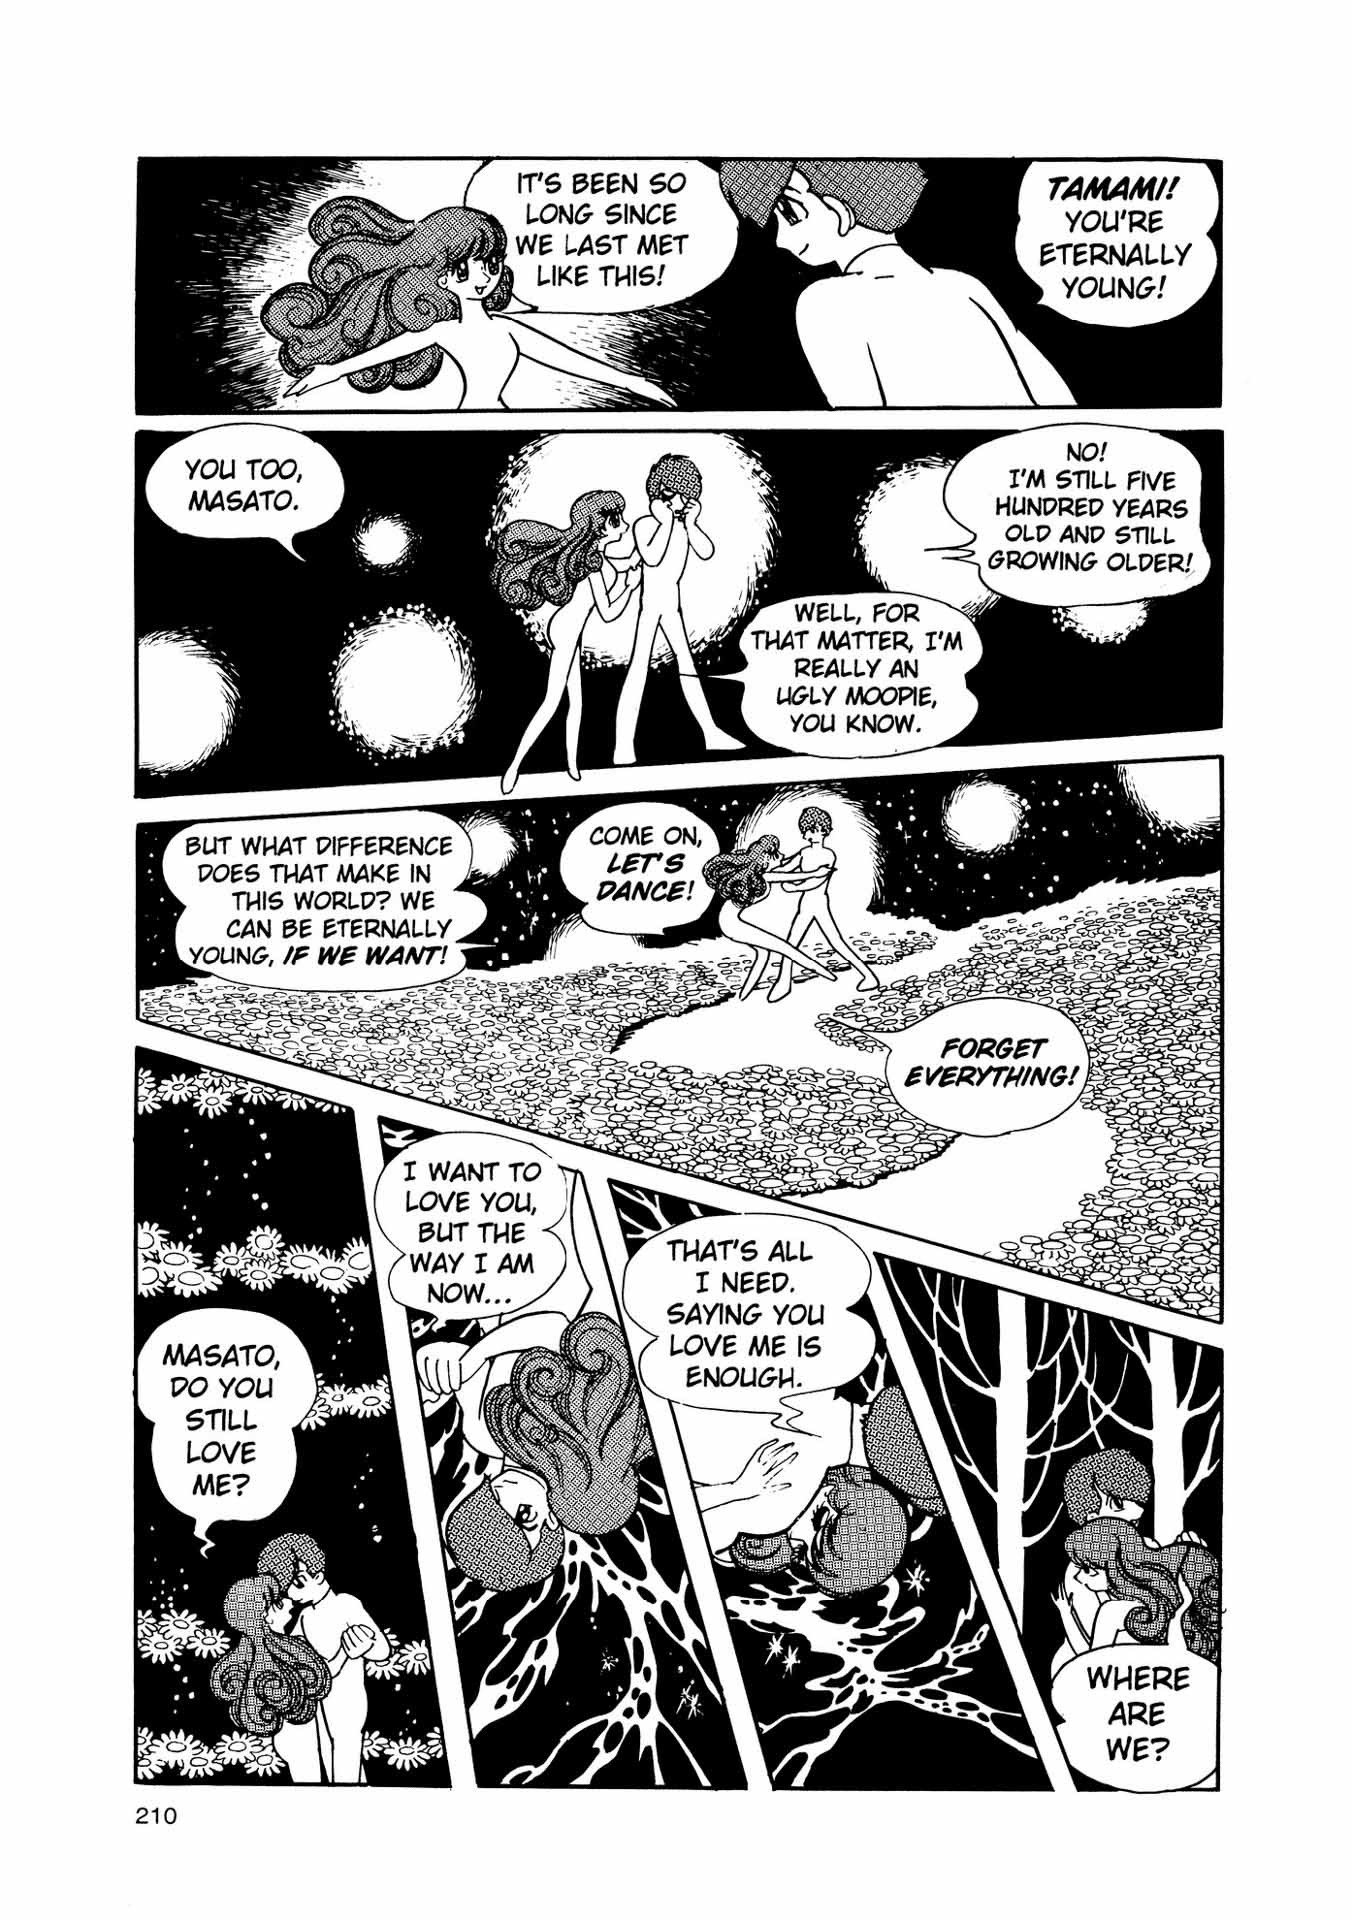 IT'S BEEN SO
LONG SINCE
WE LAST MET
LIKE THIS!
TAMAMI!
YOU'RE
ETERNALLY
YOUNG!
YOU TOO,
MASATO.
NO!
I'M STILL FIVE
HUNDRED YEARS
OLD AND STILL
GROWING OLDER!
WELL, FOR
THAT MATTER, I'M
REALLY AN
UGLY MOOPIE,
YOU KNOW.
BUT WHAT DIFFERENCE
DOES THAT MAKE IN
THIS WORLD? WE
CAN BE ETERNALLY
YOUNG, IF WE WANT!
COME ON,
LET'S
DANCE!
FORGET
EVERYTHING!
MASATO,
DO YOU
STILL
LOVE
ME?
I WANT TO
LOVE YOU,
BUT THE
WAY I AM
NOW...
THAT'S ALL
I NEED.
SAYING YOU
LOVE ME IS
ENOUGH.
WHERE
ARE
WE?
210